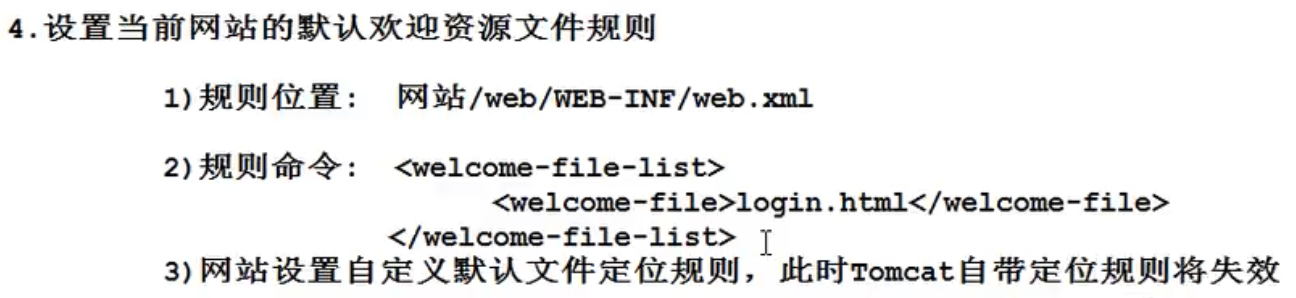 4.设置当前网站的默认欢迎资源文件规则
1)规则位置: 网站/web/WEB-INF/web.xml
2)规则命令: <welcome-file-list>
<welcome-file>login.html</welcome-file>
</welcome-file-list>
3)网站设置自定义默认文件定位规则，此时Tomcat自带定位规则将失效